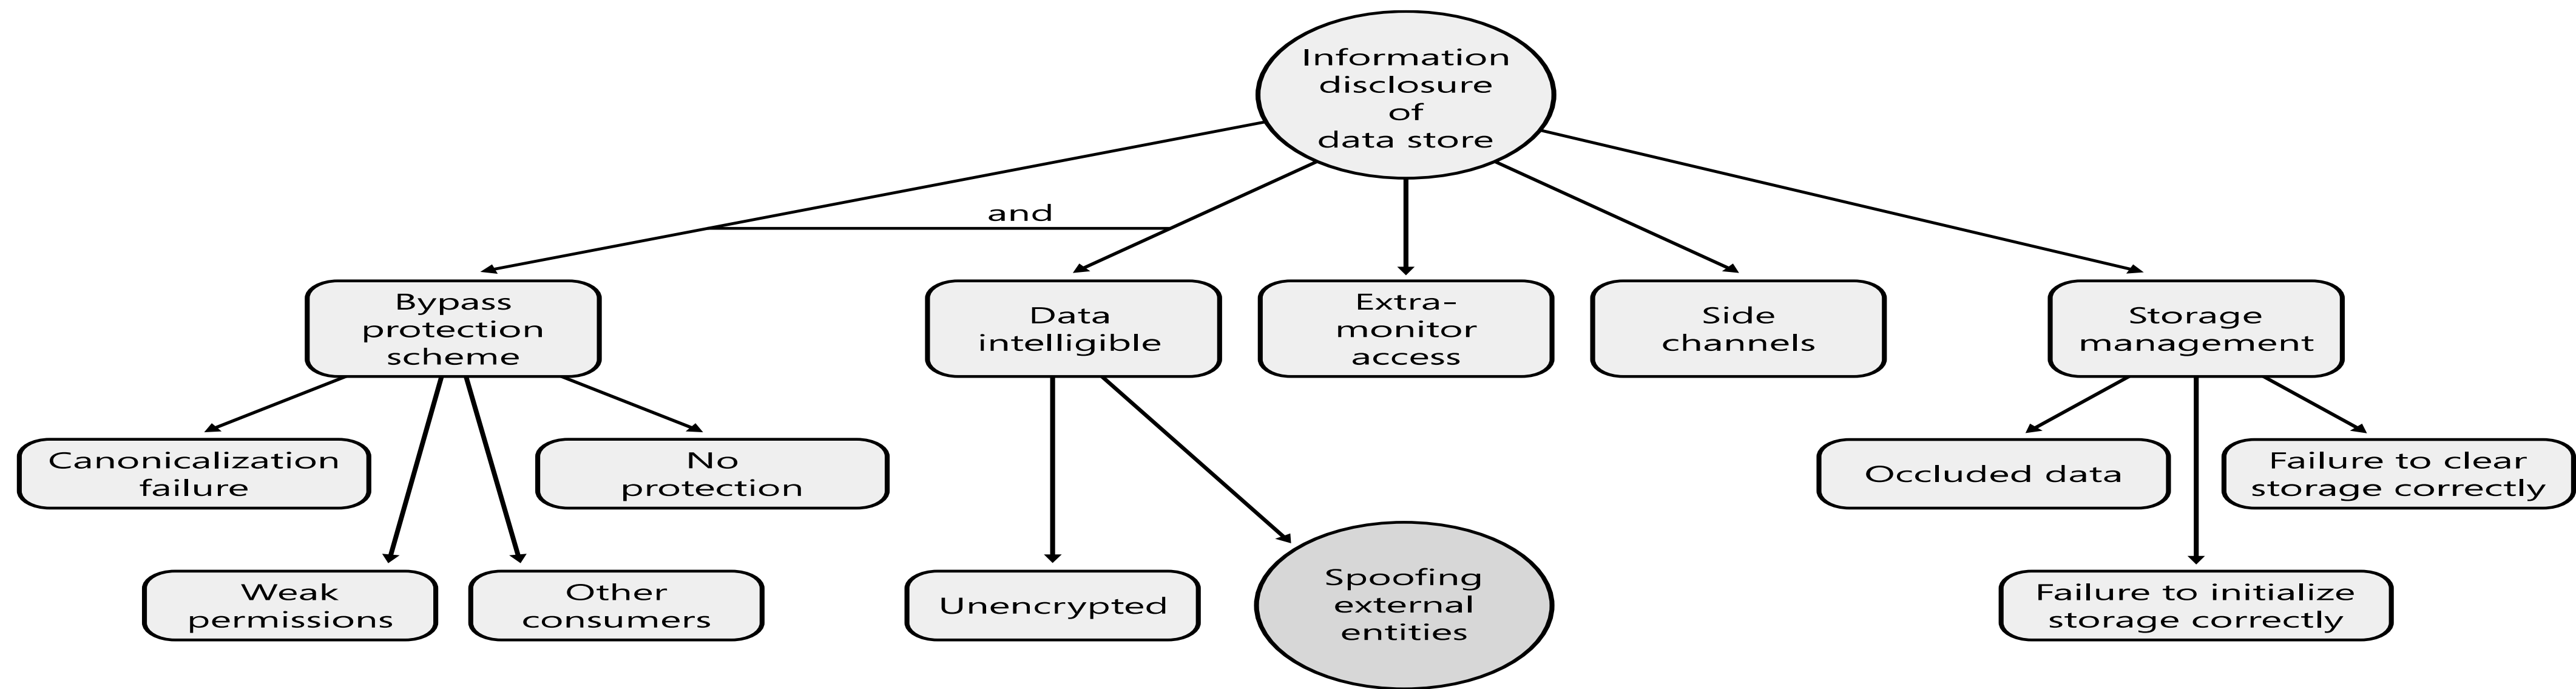 Information
disclosure
of
data store
and
Bypass
protection
scheme
Data
intelligible
Extra-
monitor
access
Side
channels
Storage
management
Canonicalization
failure
No
protection
Occluded data
Failure to clear
storage correctly
Weak
permissions
Other
consumers
Unencrypted
Spoofing
external
entities
Failure to initialize
storage correctly